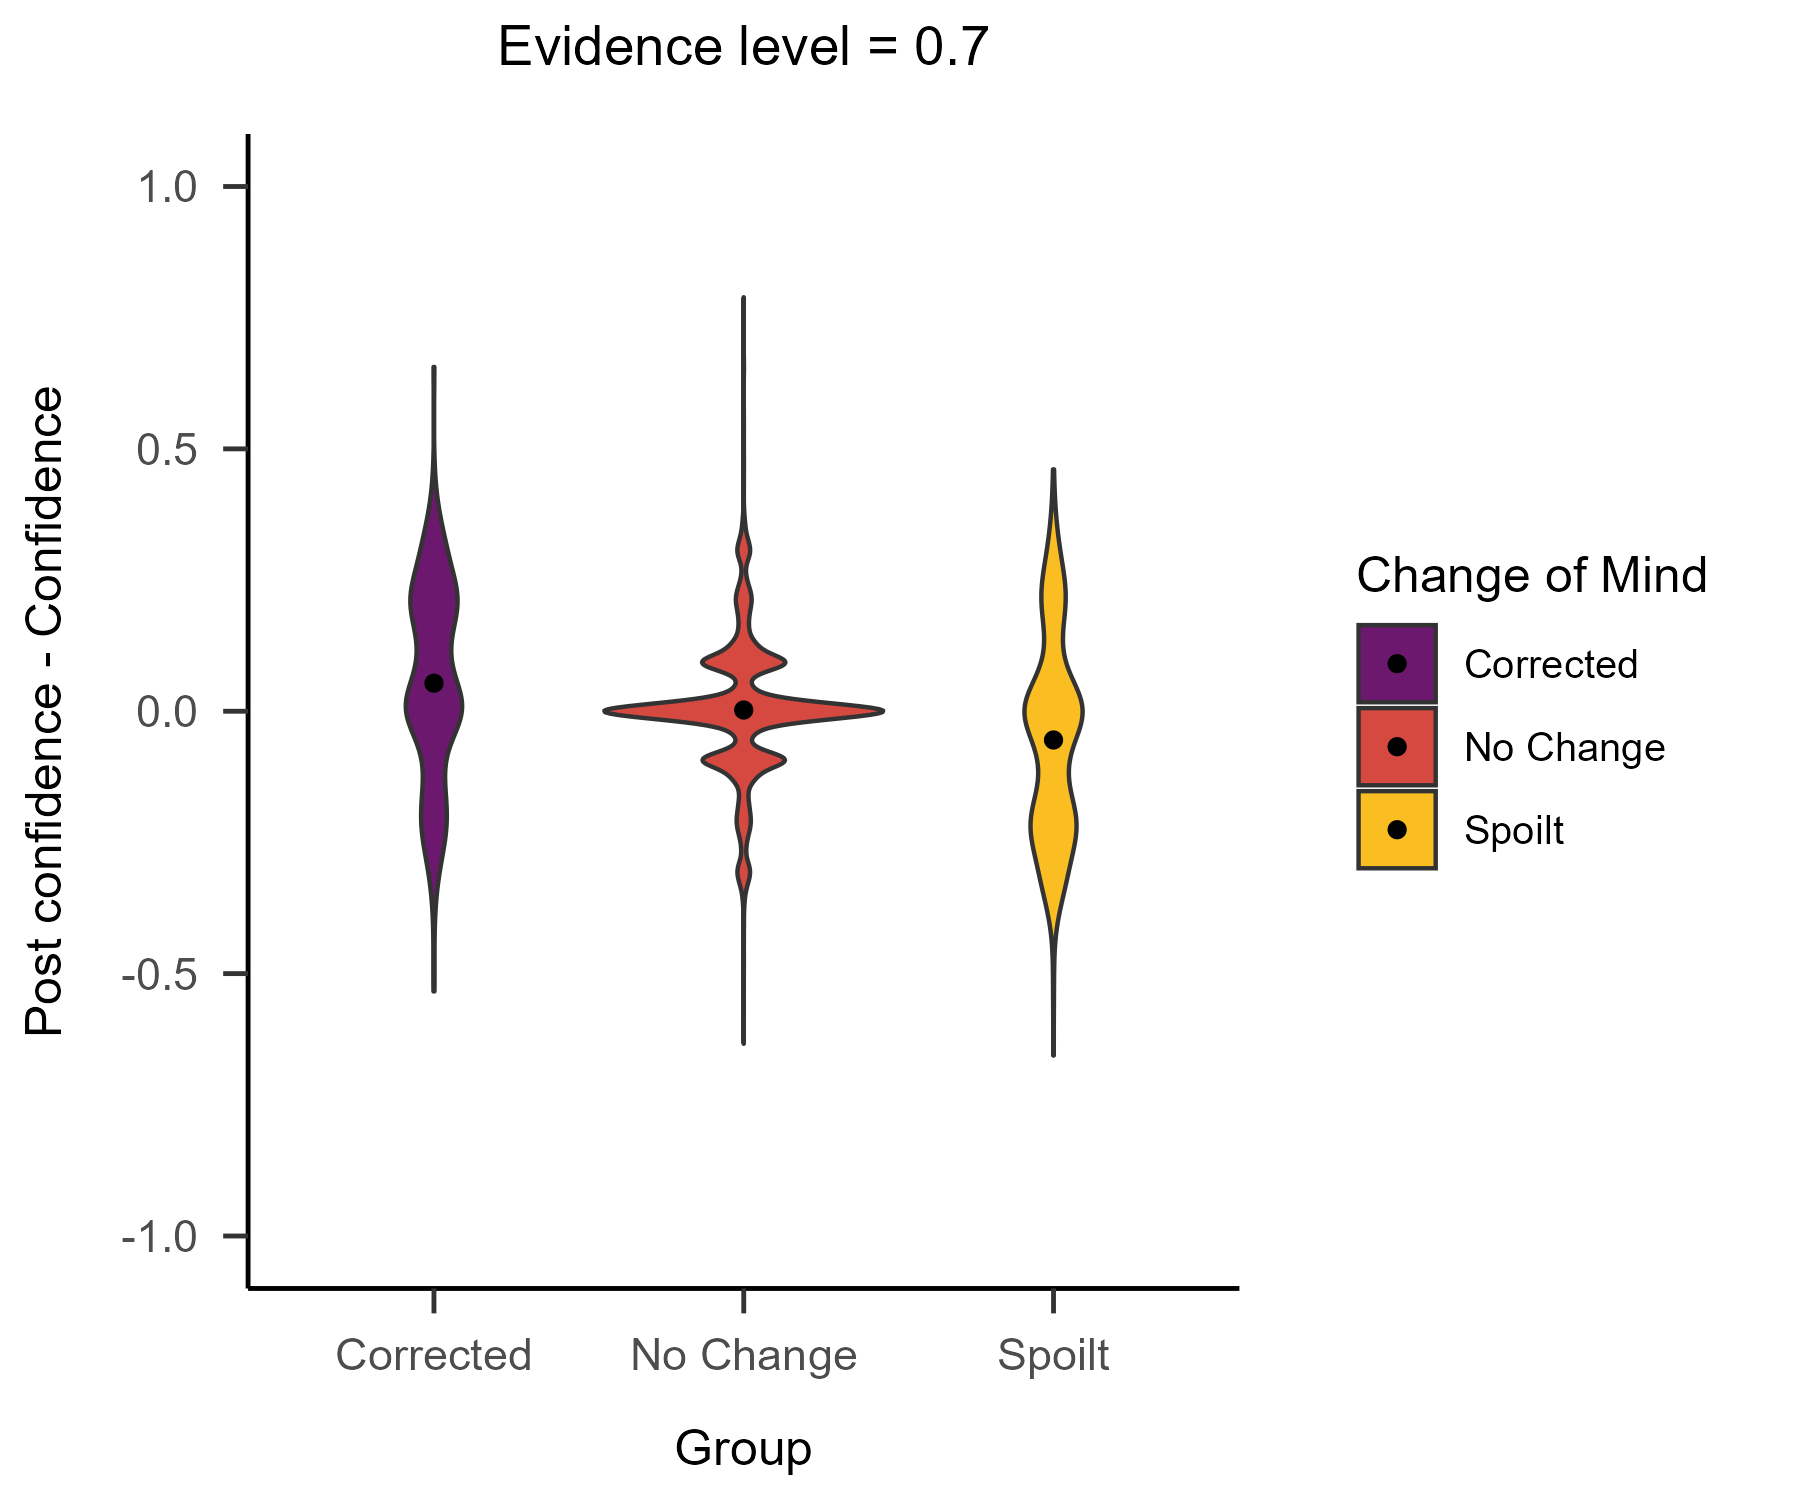 Evidence level = 0.7
Post confidence - Confidence
1.0
0.5
0.0
-0.5
-1.0
Corrected
No Change
Spoilt
Group
Change of Mind
Corrected
No Change
Spoilt